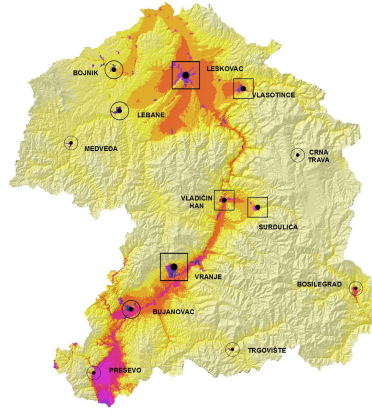 BOJNIK
LESKOVAC
VLASOTINCE
LEBANE
MEDVEĐA
CRNA
TRAVA
VLADIČIN
HAN
SURDULICA
VRANJE
BOSILEGRAD
BUJANOVAC
TRGOVIŠTE
PREŠEVO